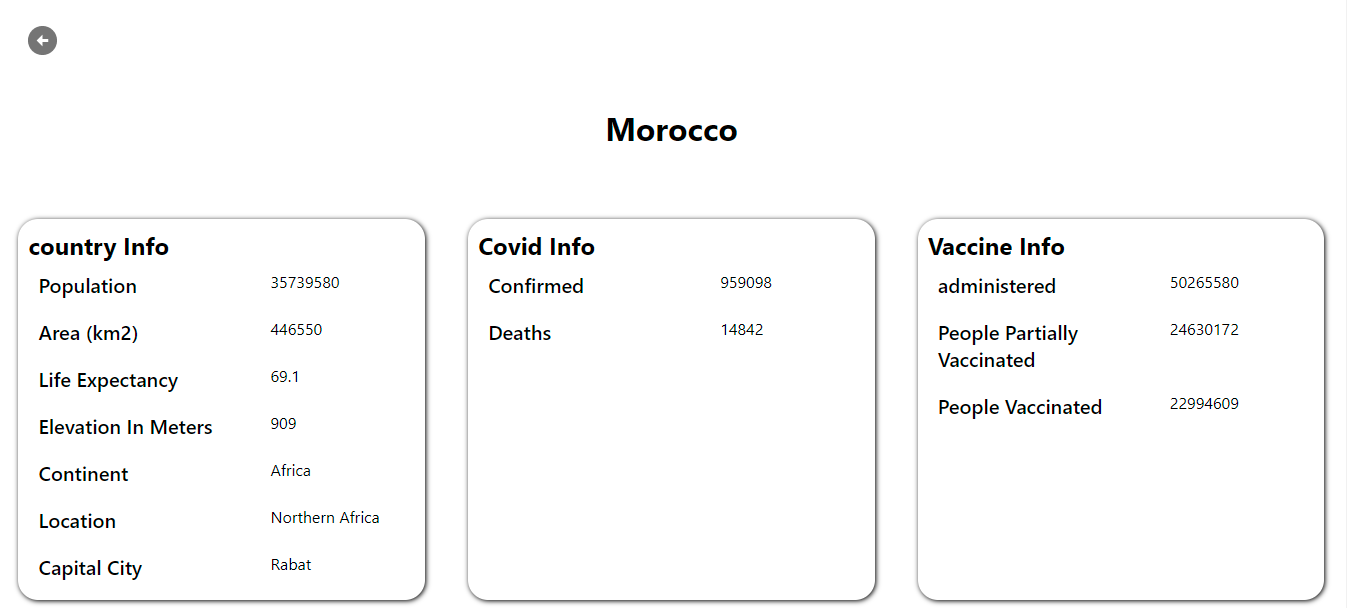 Morocco
country Info
Population 35739580
Area (km2) 446550
Life Expectancy 69.1
Elevation In Meters 909
Continent Africa
Location Northern Africa
Capital City Rabat
Covid Info
Confirmed 959098
Deaths 14842
Vaccine Info
administered 50265580
People Partially 24630172
Vaccinated
People Vaccinated 22994609